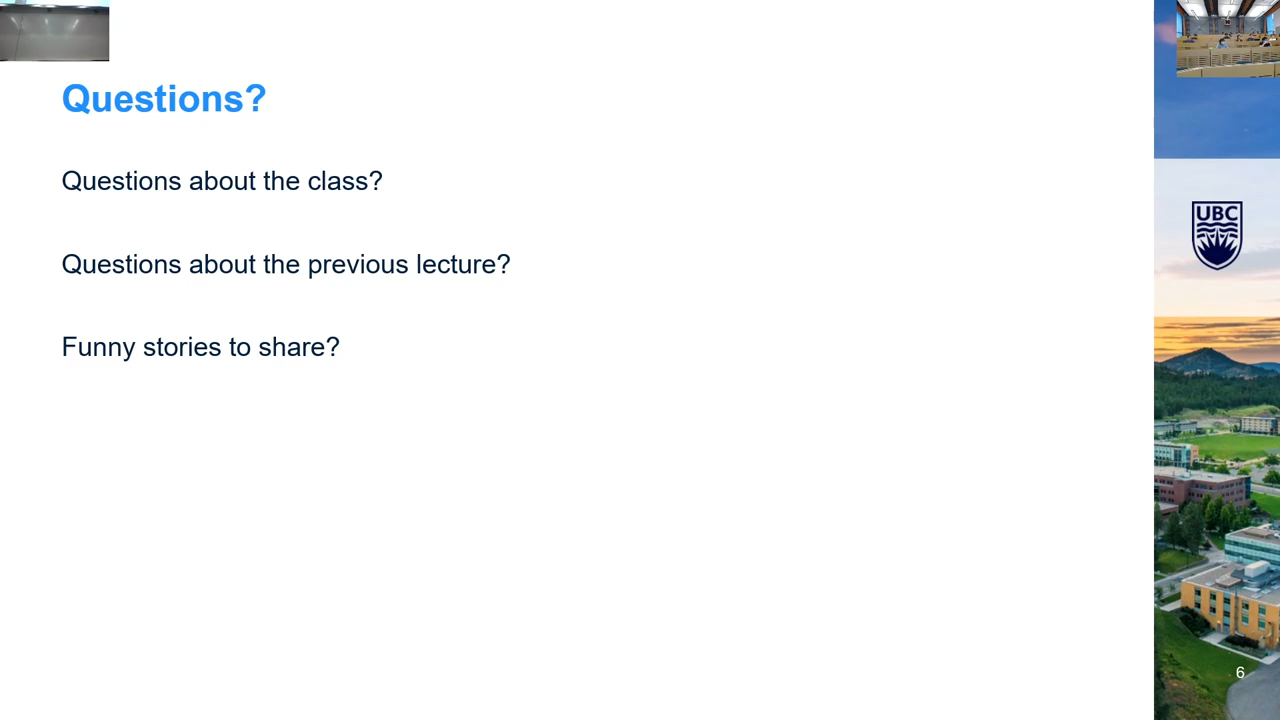 Questions?
Questions about the class?
Questions about the previous lecture?
Funny stories to share?
UBC
6